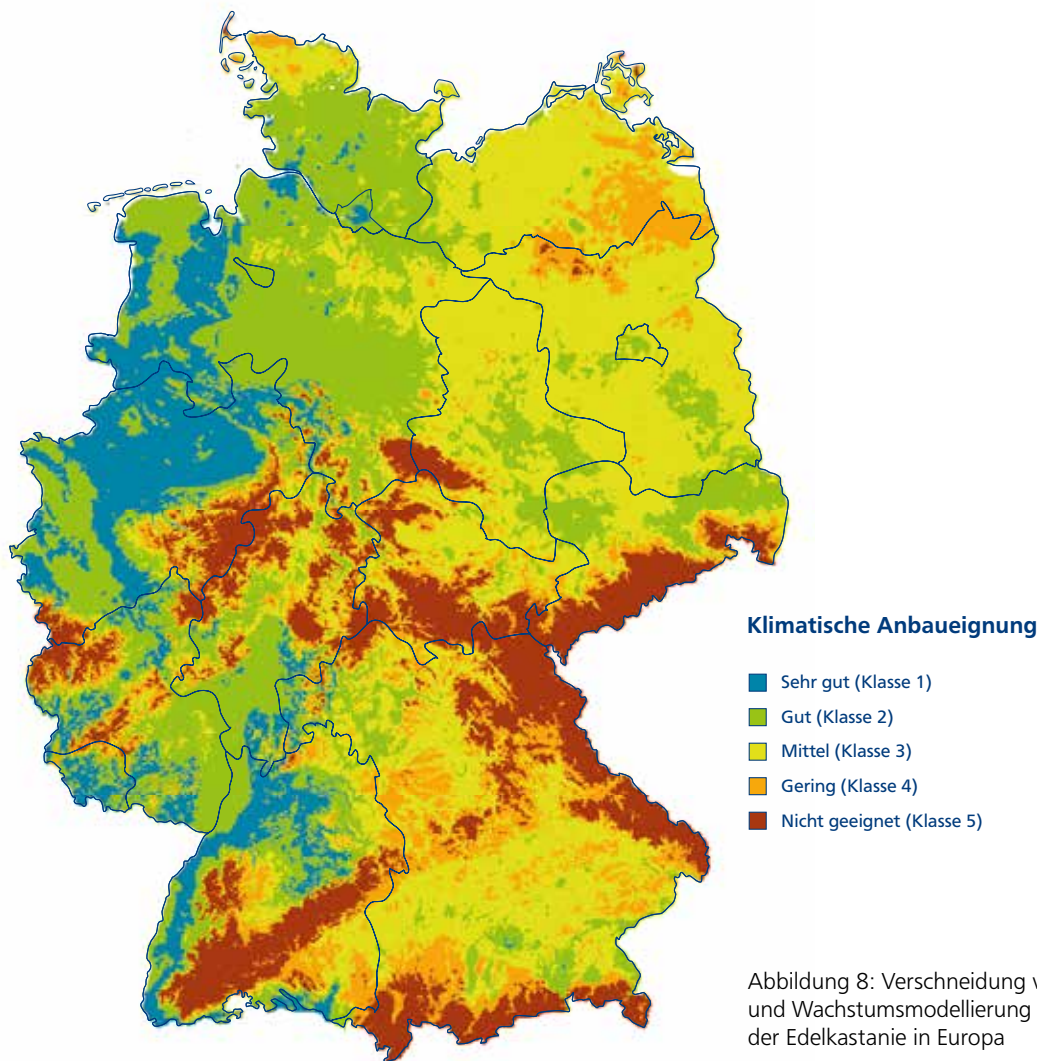 Klimatische Anbaueignung
Sehr gut (Klasse 1)
Gut (Klasse 2)
Mittel (Klasse 3)
Gering (Klasse 4)
Nicht geeignet (Klasse 5)
Abbildung 8: Verschneidung
und Wachstumsmodellierung
der Edelkastanie in Europa